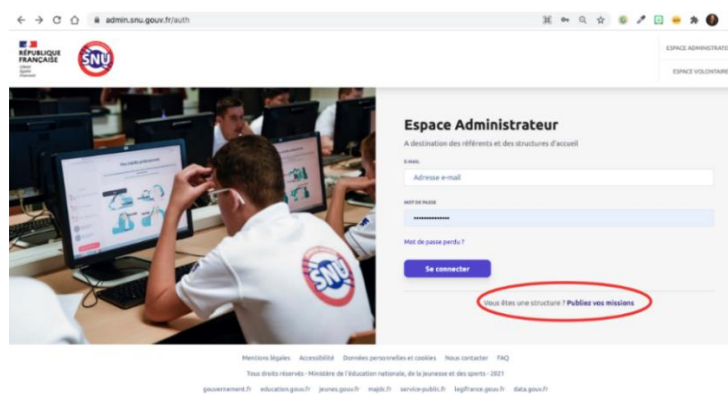 admin.snu.gouv.fr/auth
RÉPUBLIQUE
FRANÇAISE
Liberté
Égalité
Fraternité
SNU
ESPACE ADMINISTRATE
ESPACE VOLONTAIRE
Espace Administrateur
A destination des référents et des structures d'accueil
E-MAIL
Adresse e-mail
MOT DE PASSE
Mot de passe perdu ?
Se connecter
Vous êtes une structure ? Publiez vos missions
SNU
Mentions légales Accessibilité Données personnelles et cookies Nous contacter FAQ
Tous droits réservés - Ministère de l'éducation nationale, de la jeunesse et des sports - 2021
gouvernement.fr education.gouv.fr jeunes.gouv.fr majdc.fr service-public.fr legifrance.gouv.fr data.gouv.fr